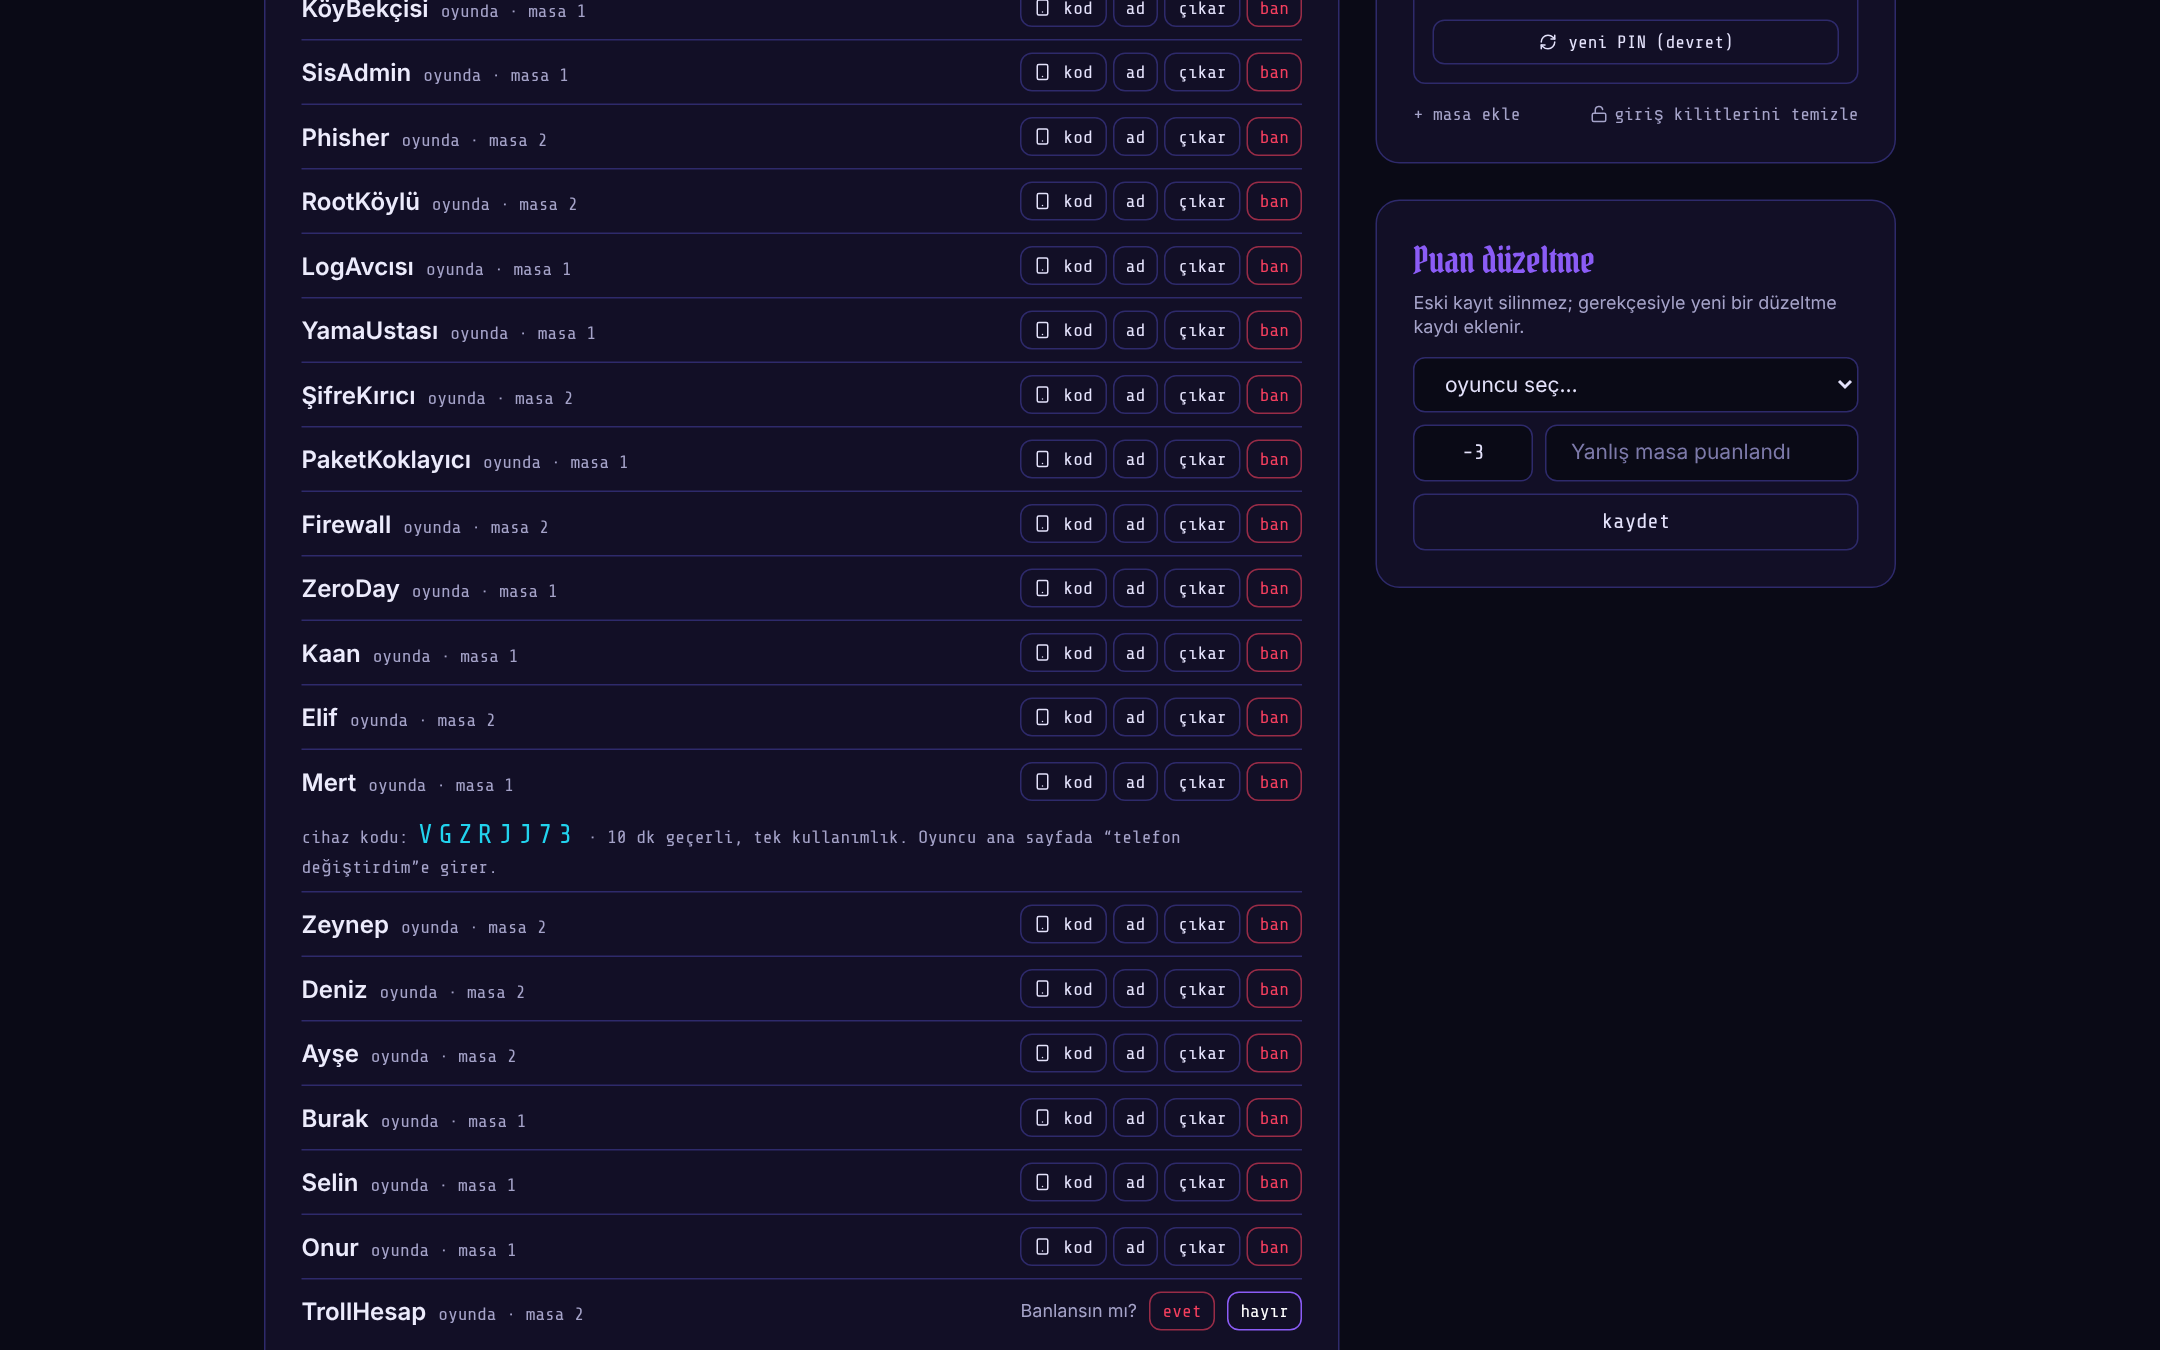 KöyBekçisi oyunda · masa 1 kod ad çıkar ban
SisAdmin oyunda · masa 1 kod ad çıkar ban
Phisher oyunda · masa 2 kod ad çıkar ban
RootKöylü oyunda · masa 2 kod ad çıkar ban
LogAvcısı oyunda · masa 1 kod ad çıkar ban
YamaUstası oyunda · masa 1 kod ad çıkar ban
ŞifreKırıcı oyunda · masa 2 kod ad çıkar ban
PaketKoklayıcı oyunda · masa 1 kod ad çıkar ban
Firewall oyunda · masa 2 kod ad çıkar ban
ZeroDay oyunda · masa 1 kod ad çıkar ban
Kaan oyunda · masa 1 kod ad çıkar ban
Elif oyunda · masa 2 kod ad çıkar ban
Mert oyunda · masa 1 kod ad çıkar ban
cihaz kodu: VGZRJJ73 · 10 dk geçerli, tek kullanımlık. Oyuncu ana sayfada “telefon
değiştirdim”e girer.
Zeynep oyunda · masa 2 kod ad çıkar ban
Deniz oyunda · masa 2 kod ad çıkar ban
Ayşe oyunda · masa 2 kod ad çıkar ban
Burak oyunda · masa 1 kod ad çıkar ban
Selin oyunda · masa 1 kod ad çıkar ban
Onur oyunda · masa 1 kod ad çıkar ban
TrollHesap oyunda · masa 2 Banlansın mı? evet hayır
yeni PIN (devret)
+ masa ekle giriş kilitlerini temizle
Puan düzeltme
Eski kayıt silinmez; gerekçesiyle yeni bir düzeltme
kaydı eklenir.
oyuncu seç...
-3 Yanlış masa puanlandı
kaydet